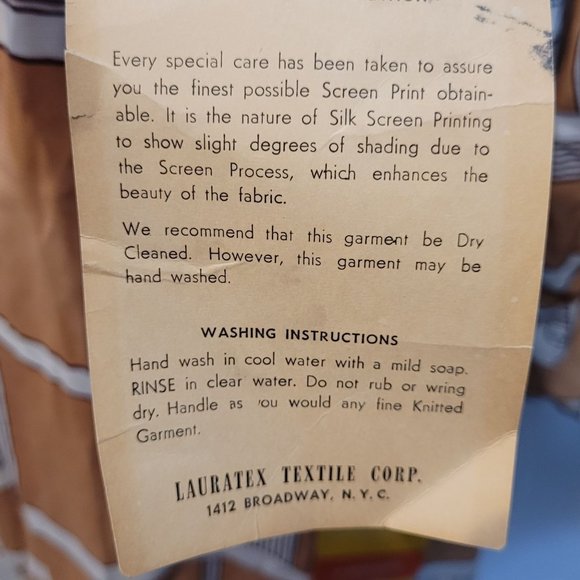 Every special care has been taken to assure
you the finest possible Screen Print obtain-
able. It is the nature of Silk Screen Printing
to show slight degrees of shading due to
the Screen Process, which enhances the
beauty of the fabric.
We recommend that this garment be Dry
Cleaned. However, this garment may be
hand washed.
WASHING INSTRUCTIONS
Hand wash in cool water with a mild soap.
RINSE in clear water. Do not rub or wring
dry. Handle as you would any fine Knitted
Garment.
LAURATEX TEXTILE CORP.
1412 BROADWAY, N.Y.C.